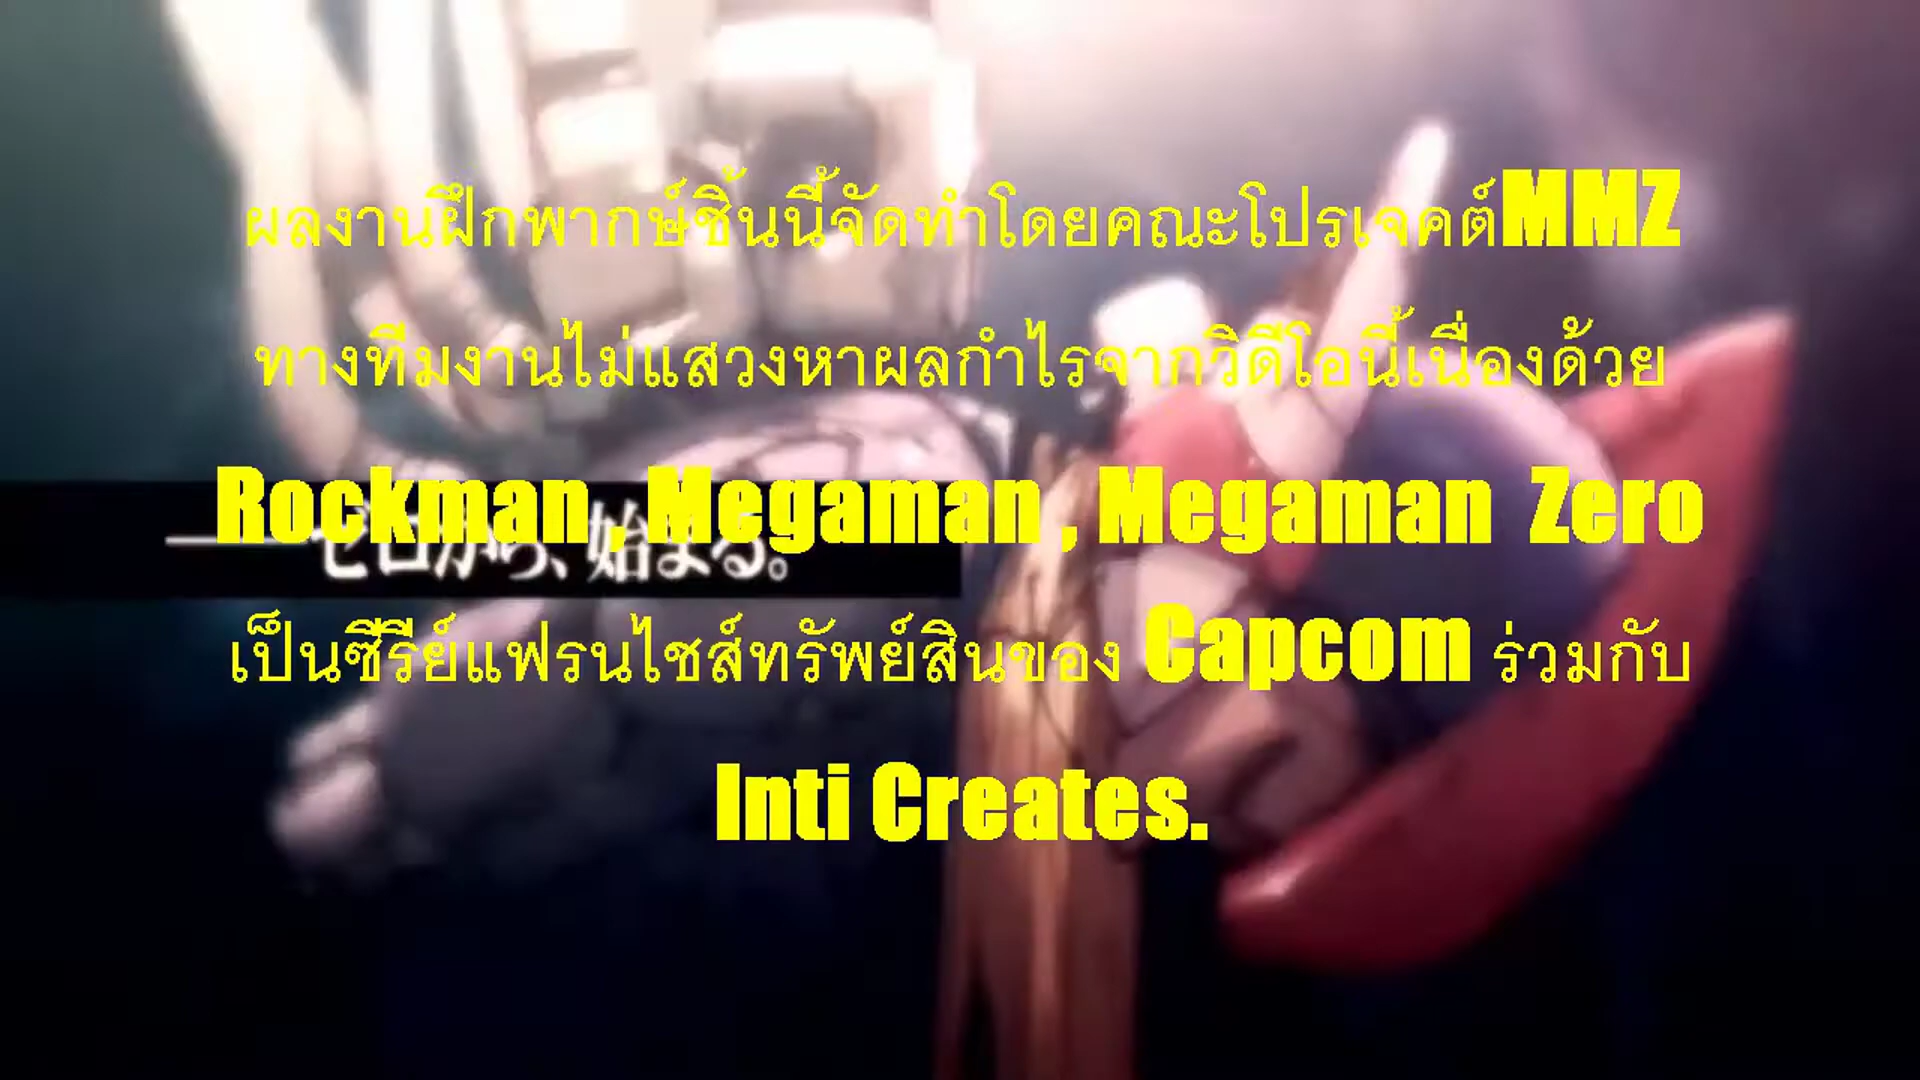 ผลงานฝึกพากษ์ชิ้นนี้จัดทำโดยคณะโปรเจคต์MMZ
ทางทีมงานไม่แสวงหาผลกำไรจากวิดีโอนี้เนื่องด้วย
Rockman , Megaman , Megaman Zero
──ゼロから、始まる。
เป็นซีรีย์แฟรนไชส์ทรัพย์สินของ Capcom ร่วมกับ
Inti Creates.